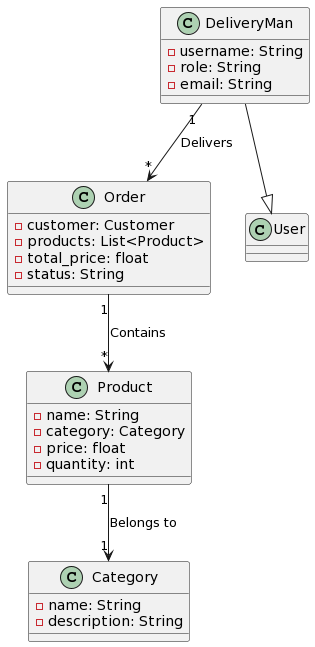 C DeliveryMan
username: String
role: String
email: String
1
Delivers
*
C Order
customer: Customer
products: List<Product>
total_price: float
status: String
C User
1
Contains
*
C Product
name: String
category: Category
price: float
quantity: int
1
Belongs to
1
C Category
name: String
description: String